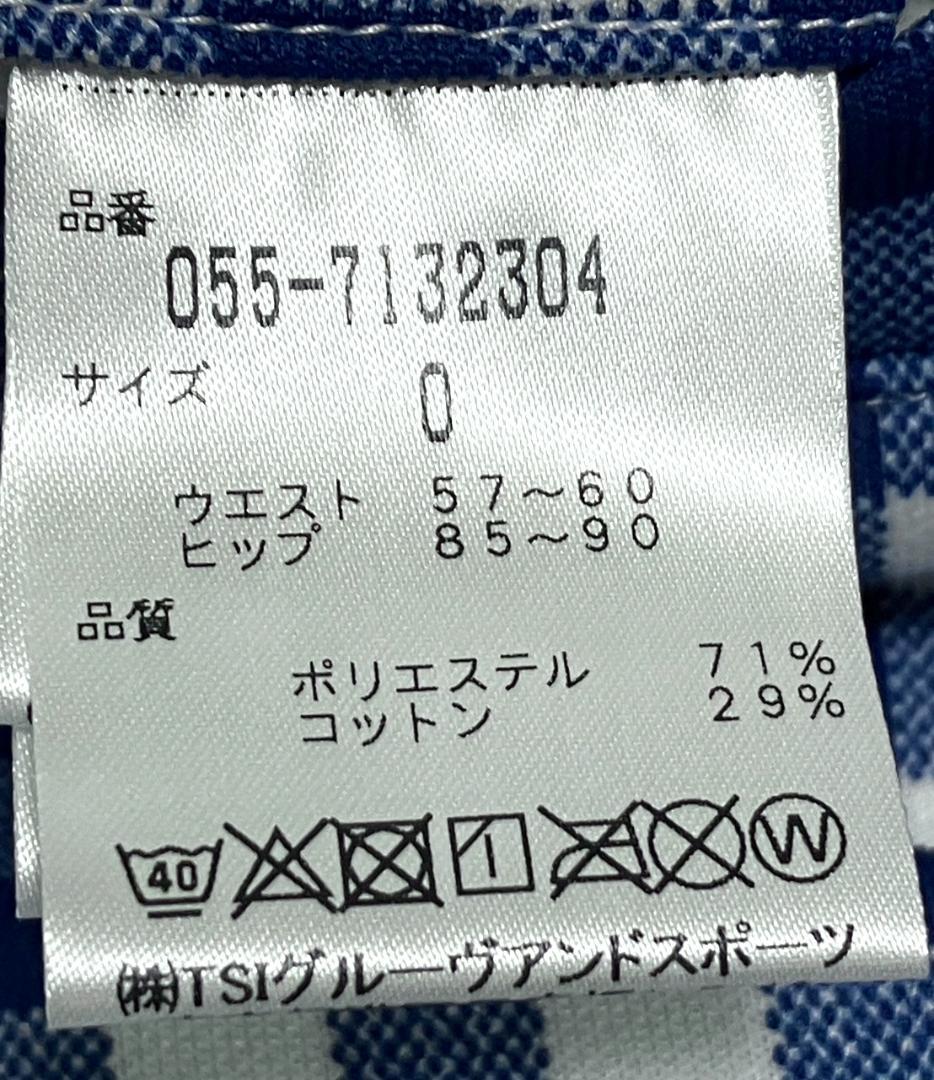 品番
055-7132304
サイズ 0
ウエスト 57～60
ヒップ 85～90
品質
ポリエステル 71%
コットン 29%
40 W
㈱TSIグルーヴアンドスポーツ